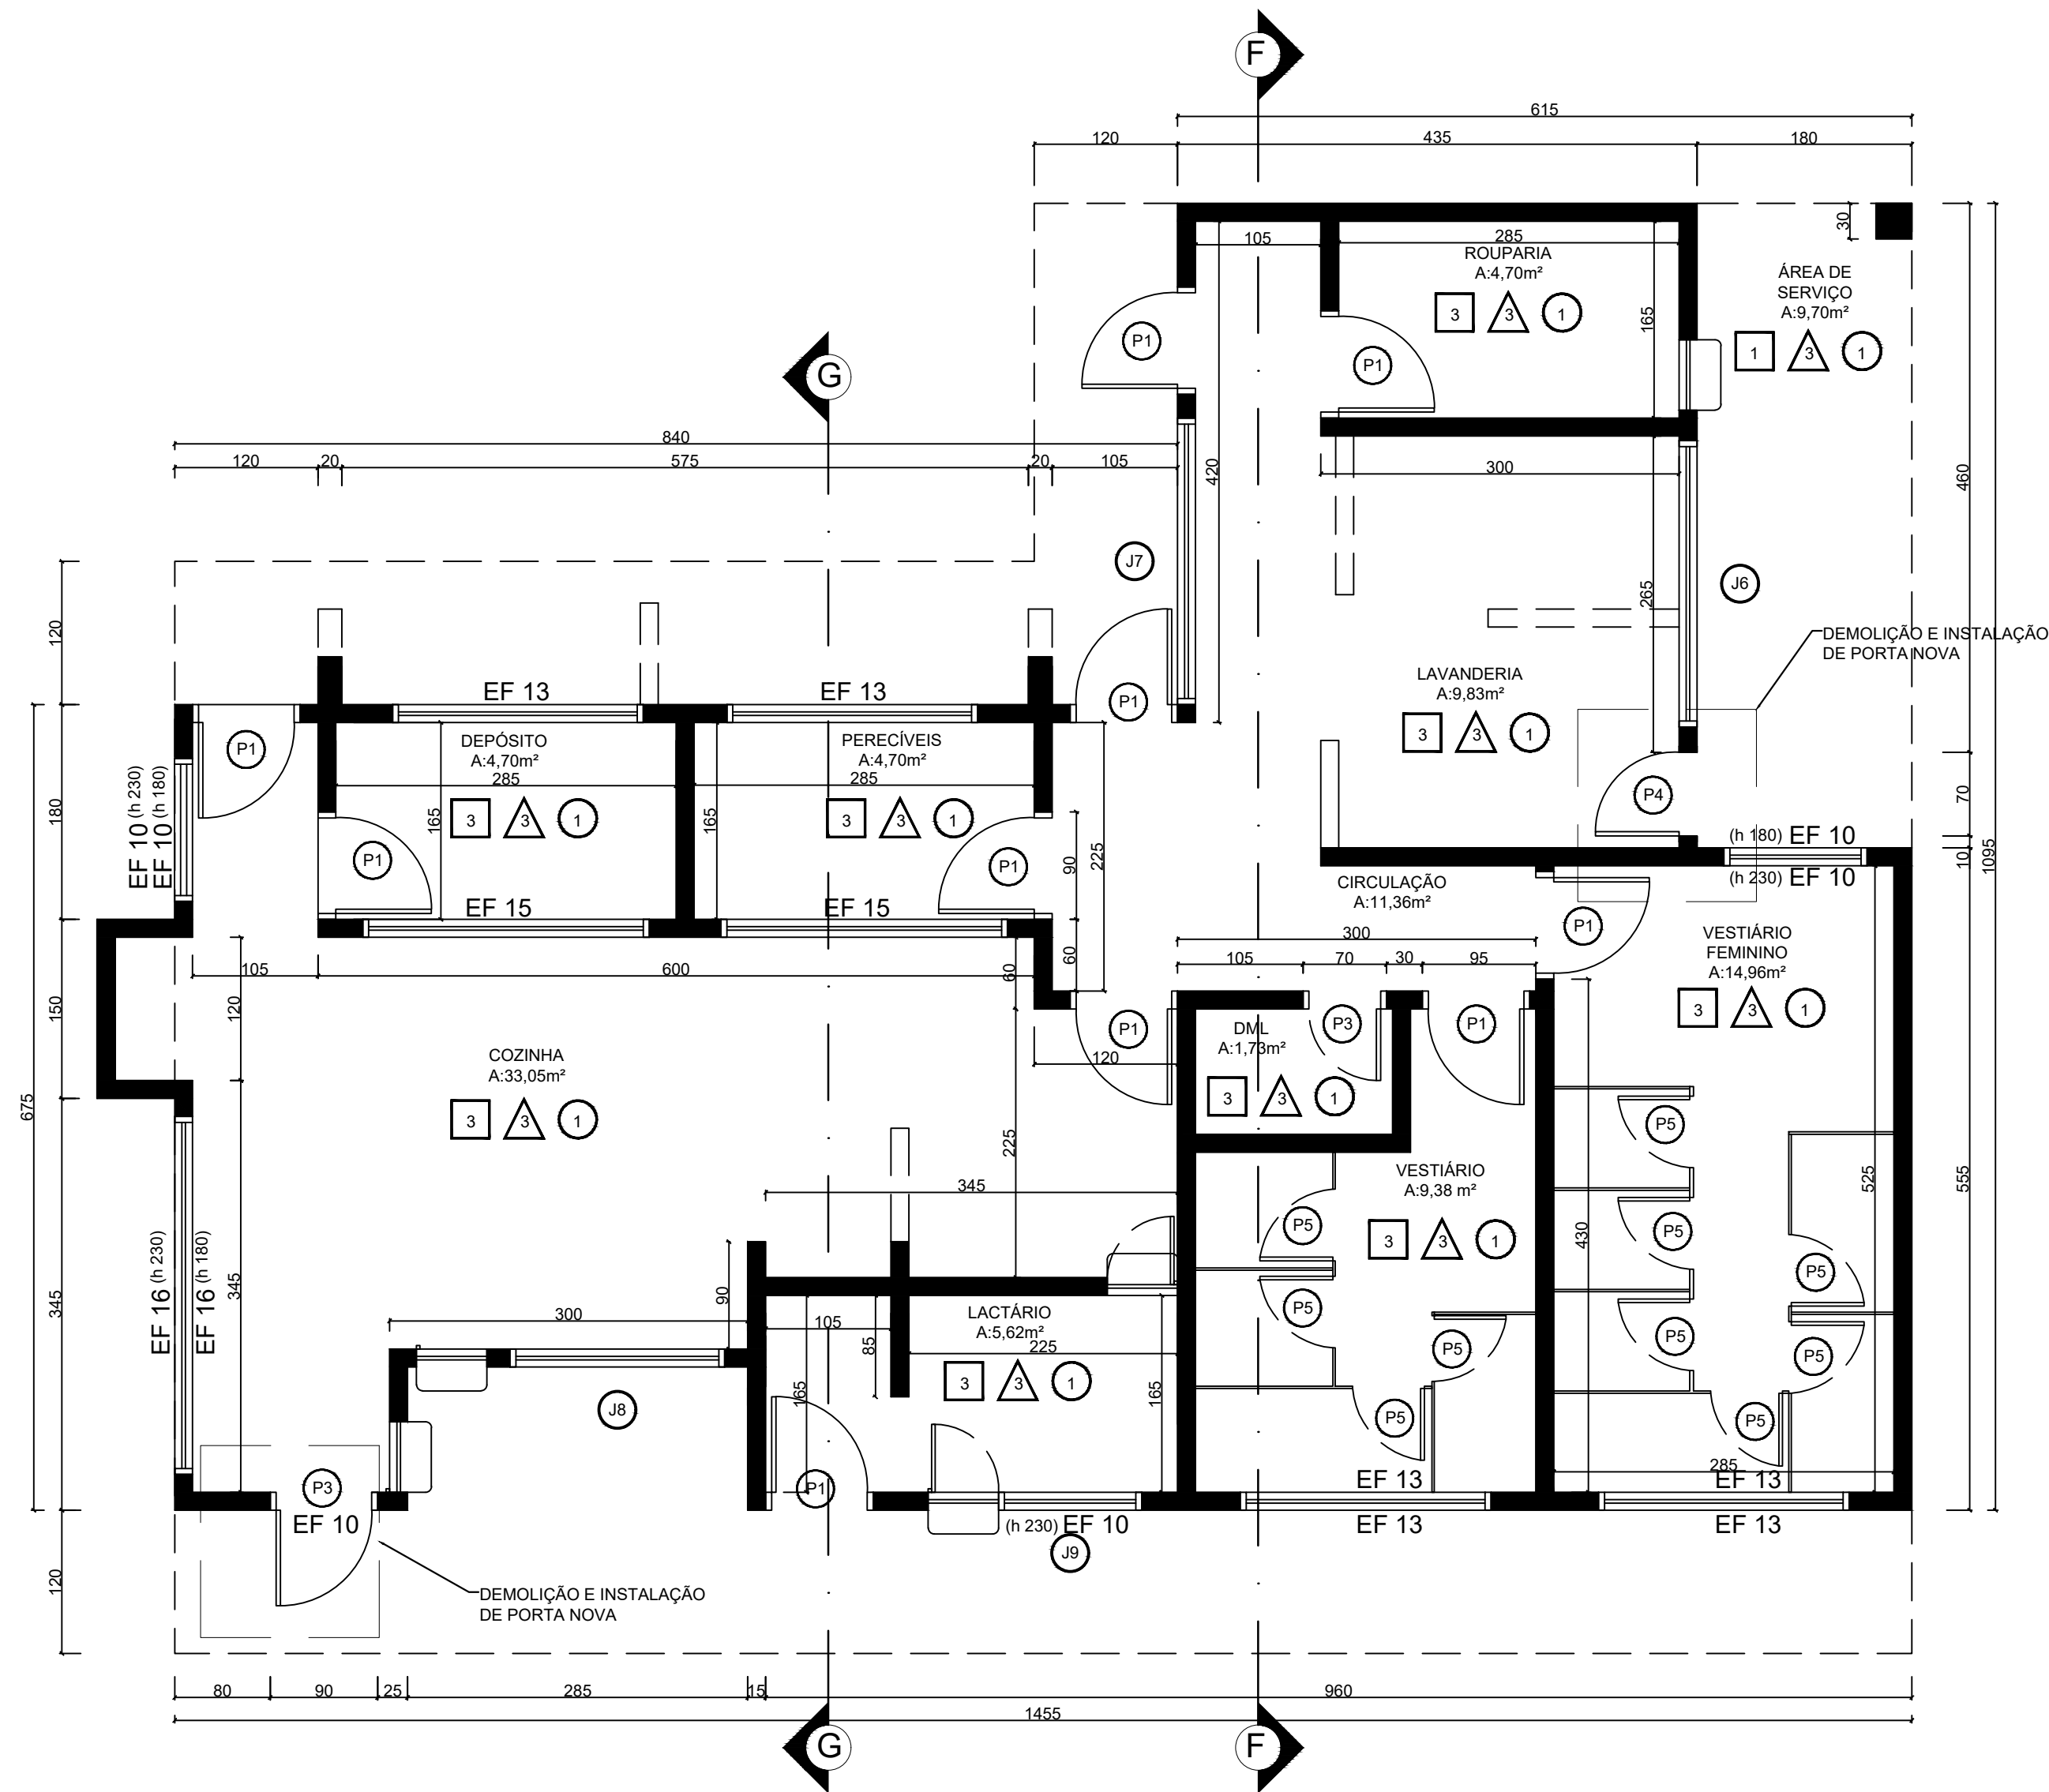 F
615
120
435
180
105
285
30
ROUPARIA
A:4,70m²
3
3
1
165
ÁREA DE
SERVIÇO
A:9,70m²
1
3
1
P1
P1
G
840
120
20
575
20
105
420
300
460
1095
J7
265
J6
DEMOLIÇÃO E INSTALAÇÃO
DE PORTA NOVA
120
LAVANDERIA
A:9,83m²
3
3
1
EF 13
EF 13
P1
P1
DEPÓSITO
A:4,70m²
285
3
3
1
165
PERECÍVEIS
A:4,70m²
285
3
3
1
165
EF 10 (h 230)
EF 10 (h 180)
180
P4
70
(h 180) EF 10
(h 230) EF 10
10
P1
P1
90
225
EF 15
EF 15
CIRCULAÇÃO
A:11,36m²
P1
VESTIÁRIO
FEMININO
A:14,96m²
3
3
1
300
105
70
30
95
105
600
60
60
150
120
675
COZINHA
A:33,05m²
3
3
1
P1
120
DML
A:1,73m²
3
3
1
P3
P1
225
345
VESTIÁRIO
A:9,38 m²
3
3
1
P5
P5
P5
P5
P5
P5
P5
P5
P5
P5
P5
430
525
555
EF 16 (h 230)
EF 16 (h 180)
345
345
90
300
105
85
LACTÁRIO
A:5,62m²
225
3
3
1
165
165
J8
P3
EF 10
P1
(h 230) EF 10
J9
EF 13
EF 13
285
EF 13
EF 13
120
DEMOLIÇÃO E INSTALAÇÃO
DE PORTA NOVA
80
90
25
285
15
960
1455
G
F